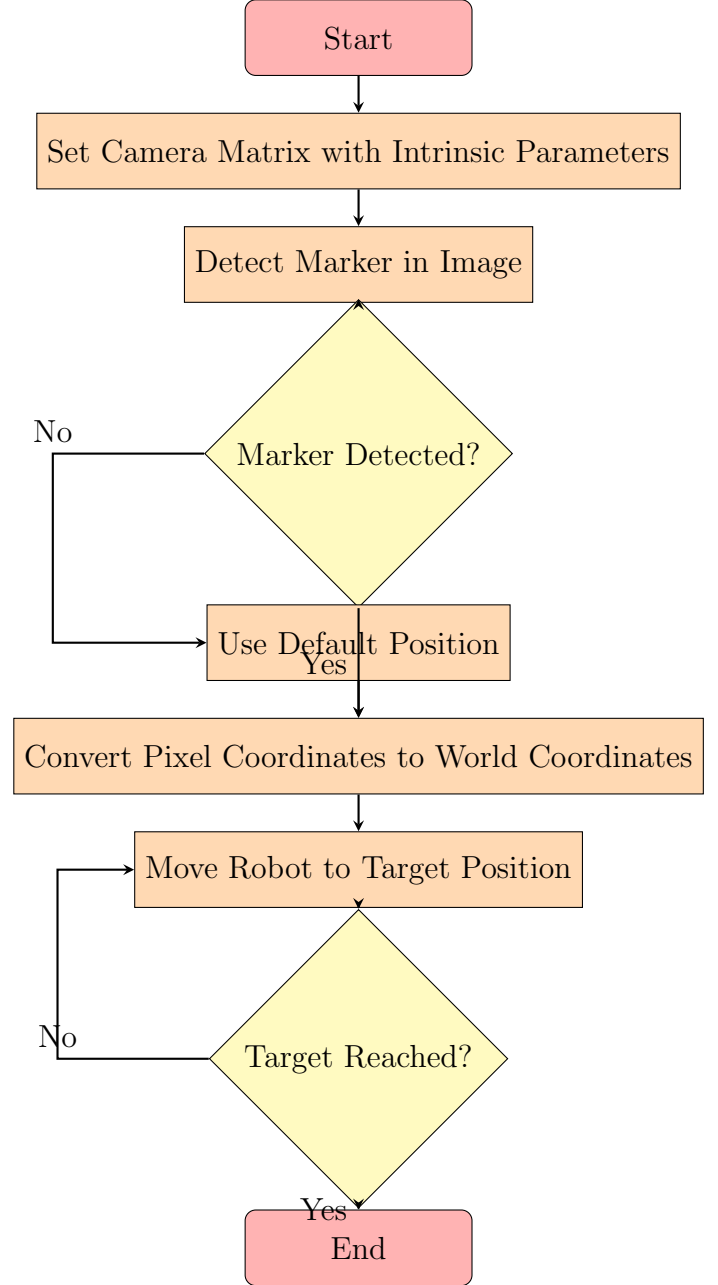 Start
Set Camera Matrix with Intrinsic Parameters
Detect Marker in Image
No
Marker Detected?
Use Default Position
Yes
Convert Pixel Coordinates to World Coordinates
Move Robot to Target Position
No
Target Reached?
Yes
End